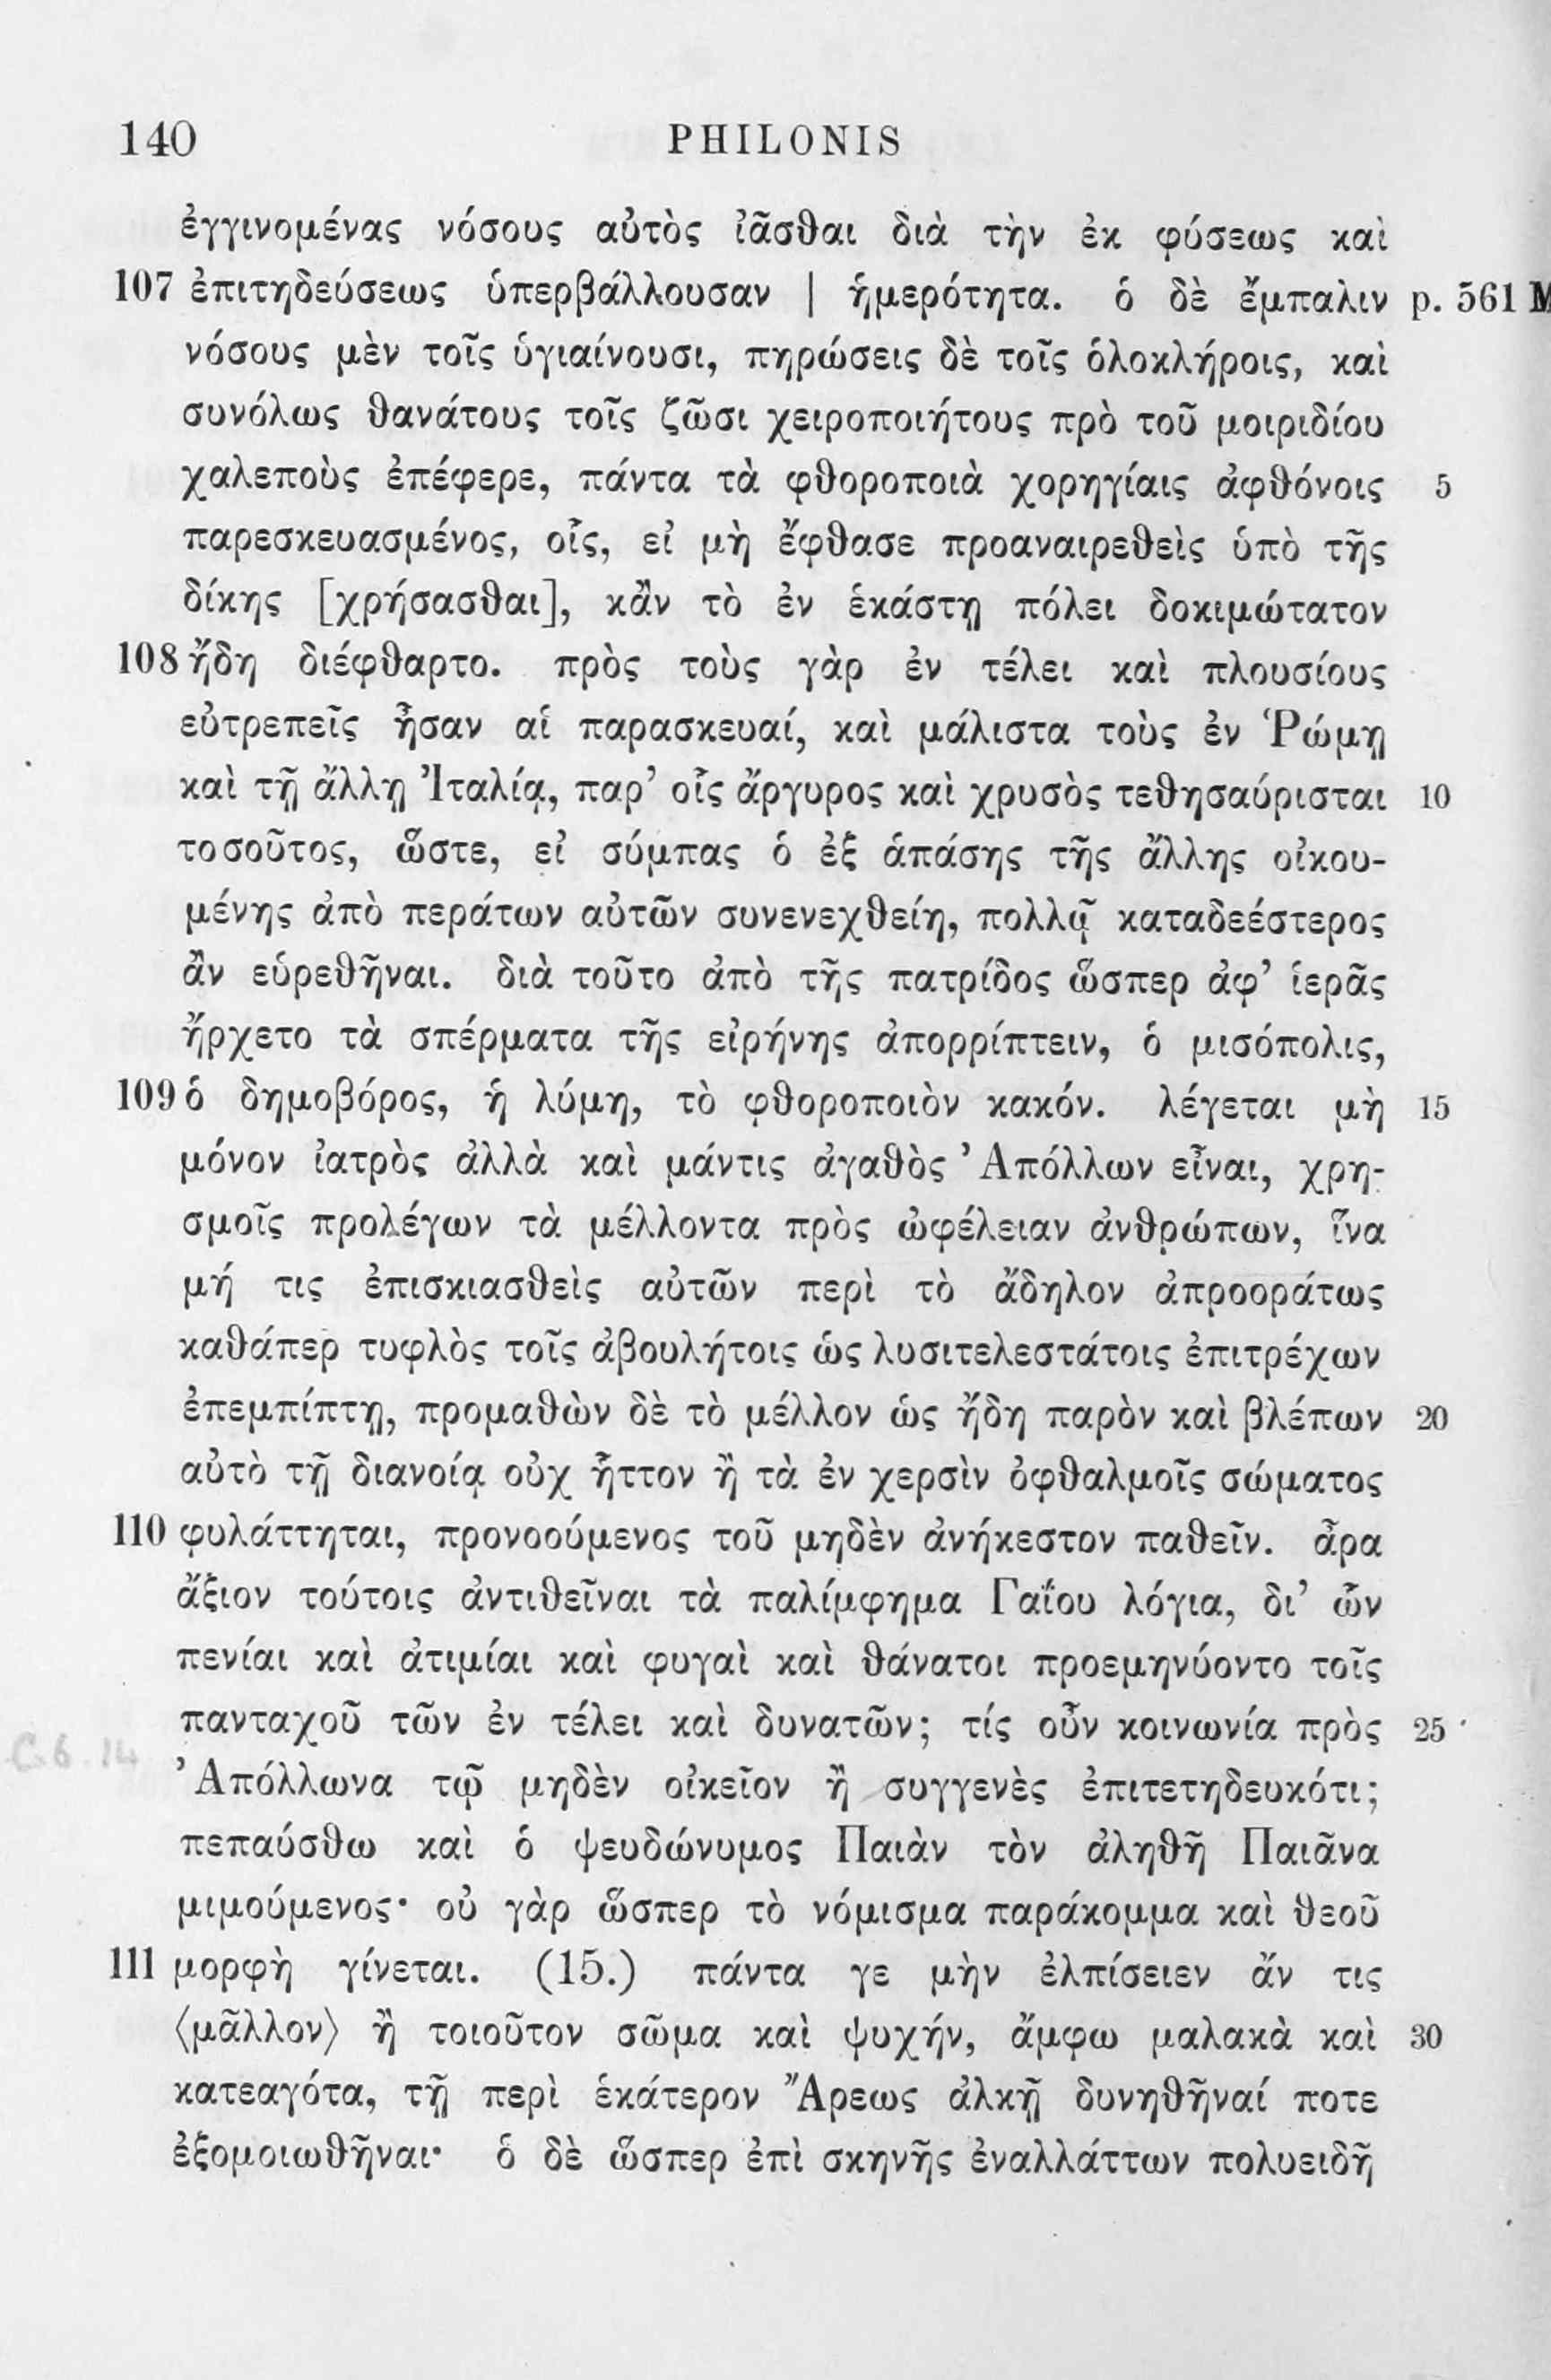 140 PHILONIS
ἐγγινομένας νόσους αὐτὸς ἰᾶσθαι διὰ τὴν ἐκ φύσεως καὶ
107 ἐπιτηδεύσεως ὑπερβάλλουσαν | ἡμερότητα. ὁ δὲ ἔμπαλιν p. 561 M
νόσους μὲν τοῖς ὑγιαίνουσι, πηρώσεις δὲ τοῖς ὁλοκλήροις, καὶ
συνόλως θανάτους τοῖς ζῶσι χειροποιήτους πρὸ τοῦ μοιριδίου
χαλεποὺς ἐπέφερε, πάντα τὰ φθοροποιὰ χορηγίαις ἀφθόνοις 5
παρεσκευασμένος, οἷς, εἰ μὴ ἔφθασε προαναιρεθεὶς ὑπὸ τῆς
δίκης [χρήσασθαι], κἂν τὸ ἐν ἑκάστῃ πόλει δοκιμώτατον
108 ἤδη διέφθαρτο. πρὸς τοὺς γὰρ ἐν τέλει καὶ πλουσίους
εὐτρεπεῖς ἦσαν αἱ παρασκευαί, καὶ μάλιστα τοὺς ἐν Ῥώμῃ
καὶ τῇ ἄλλῃ Ἰταλίᾳ, παρ’ οἷς ἄργυρος καὶ χρυσὸς τεθησαύρισται 10
τοσοῦτος, ὥστε, εἰ σύμπας ὁ ἐξ ἁπάσης τῆς ἄλλης οἰκου-
μένης ἀπὸ περάτων αὐτῶν συνενεχθείη, πολλῷ καταδεέστερος
ἂν εὑρεθῆναι. διὰ τοῦτο ἀπὸ τῆς πατρίδος ὥσπερ ἀφ’ ἱερᾶς
ἤρχετο τὰ σπέρματα τῆς εἰρήνης ἀπορρίπτειν, ὁ μισόπολις,
109 ὁ δημοβόρος, ἡ λύμη, τὸ φθοροποιὸν κακόν. λέγεται μὴ 15
μόνον ἰατρὸς ἀλλὰ καὶ μάντις ἀγαθὸς Ἀπόλλων εἶναι, χρη-
σμοῖς προλέγων τὰ μέλλοντα πρὸς ὠφέλειαν ἀνθρώπων, ἵνα
μή τις ἐπισκιασθεὶς αὐτῶν περὶ τὸ ἄδηλον ἀπροοράτως
καθάπερ τυφλὸς τοῖς ἀβουλήτοις ὡς λυσιτελεστάτοις ἐπιτρέχων
ἐπεμπίπτῃ, προμαθὼν δὲ τὸ μέλλον ὡς ἤδη παρὸν καὶ βλέπων 20
αὐτὸ τῇ διανοίᾳ οὐχ ἧττον ἢ τὰ ἐν χερσὶν ὀφθαλμοῖς σώματος
110 φυλάττηται, προνοούμενος τοῦ μηδὲν ἀνήκεστον παθεῖν. ἆρα
ἄξιον τούτοις ἀντιθεῖναι τὰ παλίμφημα Γαΐου λόγια, δι’ ὧν
πενίαι καὶ ἀτιμίαι καὶ φυγαὶ καὶ θάνατοι προεμηνύοντο τοῖς
πανταχοῦ τῶν ἐν τέλει καὶ δυνατῶν; τίς οὖν κοινωνία πρὸς 25
C. 6. 14 Ἀπόλλωνα τῷ μηδὲν οἰκεῖον ἢ συγγενὲς ἐπιτετηδευκότι;
πεπαύσθω καὶ ὁ ψευδώνυμος Παιὰν τὸν ἀληθῆ Παιᾶνα
μιμούμενος· οὐ γὰρ ὥσπερ τὸ νόμισμα παράκομμα καὶ θεοῦ
111 μορφὴ γίνεται. (15.) πάντα γε μὴν ἐλπίσειεν ἄν τις
⟨μᾶλλον⟩ ἢ τοιοῦτον σῶμα καὶ ψυχήν, ἄμφω μαλακὰ καὶ 30
κατεαγότα, τῇ περὶ ἑκάτερον Ἄρεως ἀλκῇ δυνηθῆναί ποτε
ἐξομοιωθῆναι· ὁ δὲ ὥσπερ ἐπὶ σκηνῆς ἐναλλάττων πολυειδῆ